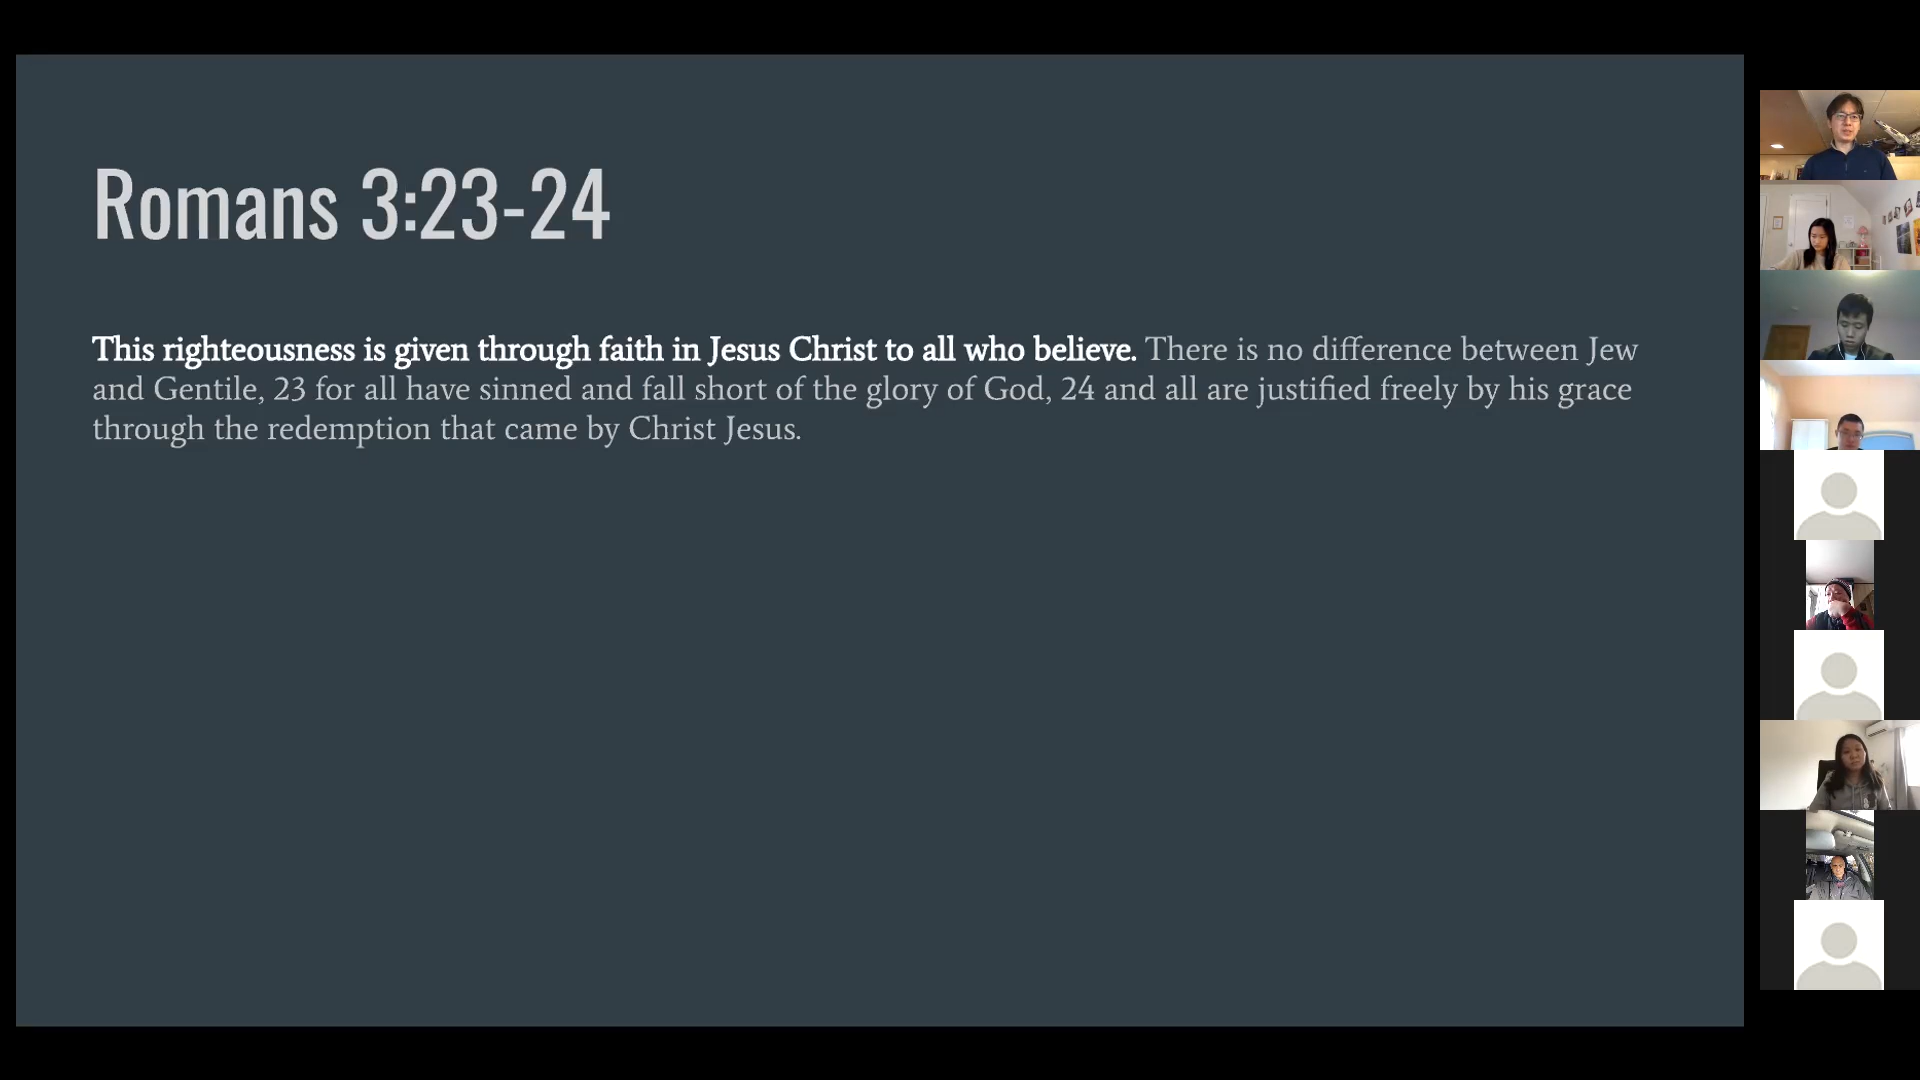 Romans 3:23-24
This righteousness is given through faith in Jesus Christ to all who believe. There is no difference between Jew
and Gentile, 23 for all have sinned and fall short of the glory of God, 24 and all are justified freely by his grace
through the redemption that came by Christ Jesus.